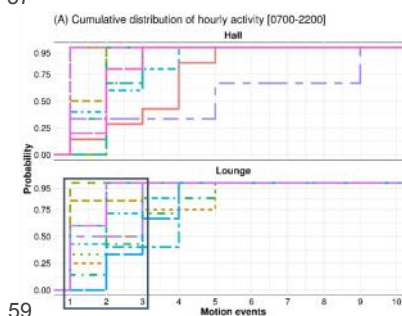 57
(A) Cumulative distribution of hourly activity [0700-2200]
Hall
0.95
0.75
0.50
0.25
0.00
Probability
Lounge
0.95
0.75
0.50
0.25
0.00
1 2 3 4 5 6 7 8 9 10
Motion events
59